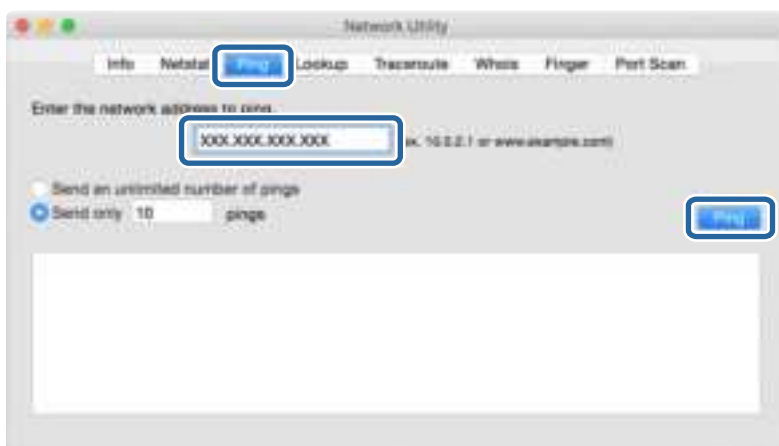 Network Utility
Info Netstat Ping Lookup Traceroute Whois Finger Port Scan
Enter the network address to ping.
XXX.XXX.XXX.XXX ex. 10.0.2.1 or www.example.com)
Send an unlimited number of pings
Send only 10 pings
Ping